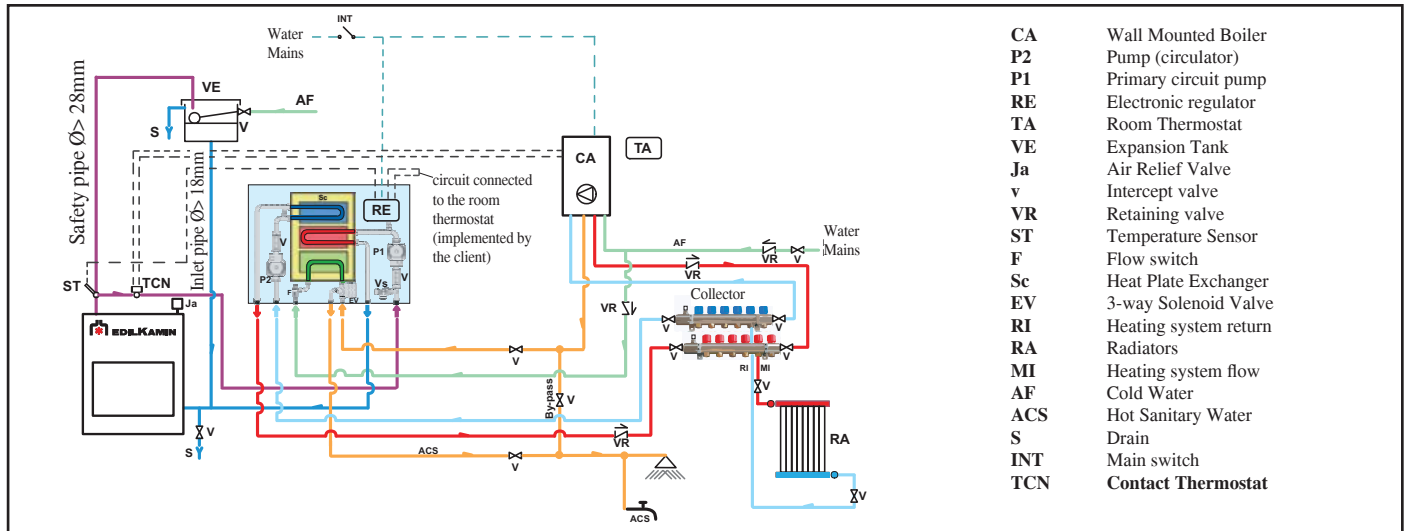 INT
Water
Mains
VE
AF
V
S
Safety pipe Ø> 28mm
Inlet pipe Ø> 18mm
CA
TA
Sc
RE
circuit connected
to the room
thermostat
(implemented by
the client)
V
P1
P2
V
Vs
F
EV
ST
TCN
Ja
EDILKAMIN
AF
VR
V
Water
Mains
VR
VR
Collector
V
V
V
V
V
RI
MI
V
By-pass
V
VR
RA
ACS
V
V
S
V
ACS
CA Wall Mounted Boiler
P2 Pump (circulator)
P1 Primary circuit pump
RE Electronic regulator
TA Room Thermostat
VE Expansion Tank
Ja Air Relief Valve
v Intercept valve
VR Retaining valve
ST Temperature Sensor
F Flow switch
Sc Heat Plate Exchanger
EV 3-way Solenoid Valve
RI Heating system return
RA Radiators
MI Heating system flow
AF Cold Water
ACS Hot Sanitary Water
S Drain
INT Main switch
TCN Contact Thermostat